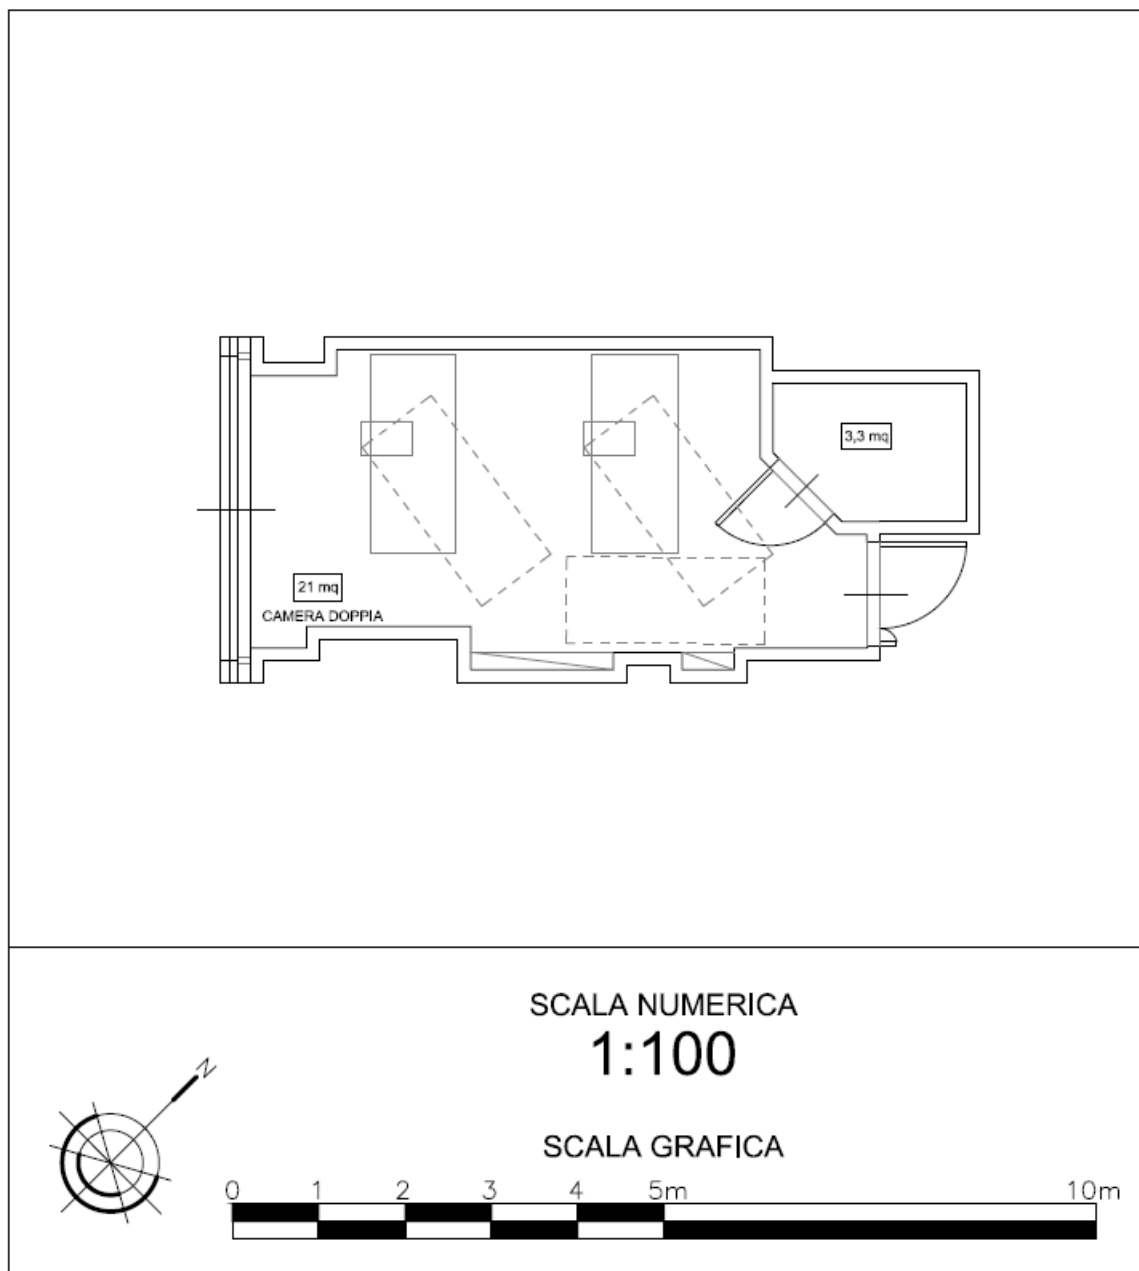 3,3 mq
21 mq
CAMERA DOPPIA
SCALA NUMERICA
1:100
N
SCALA GRAFICA
0 1 2 3 4 5m 10m